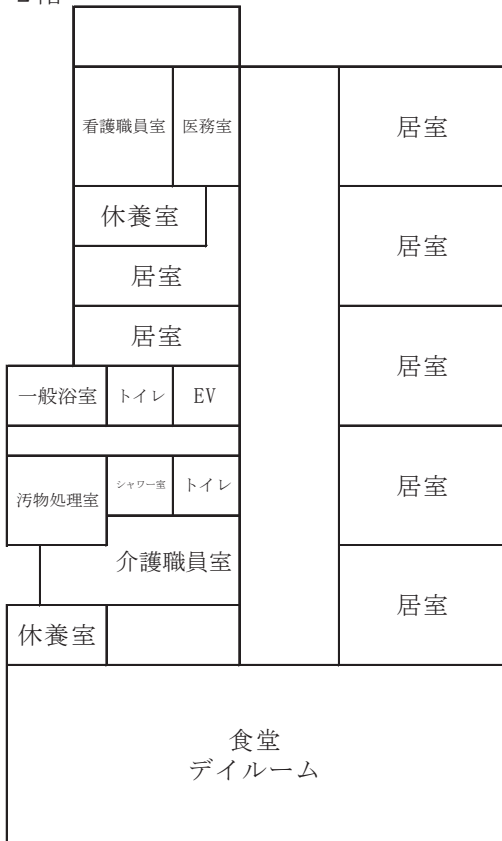 2階
看護職員室 医務室 居室
休養室
居室
居室
居室
居室
一般浴室 トイレ EV
居室
汚物処理室 シャワー室 トイレ
居室
介護職員室
居室
休養室
食堂
デイルーム